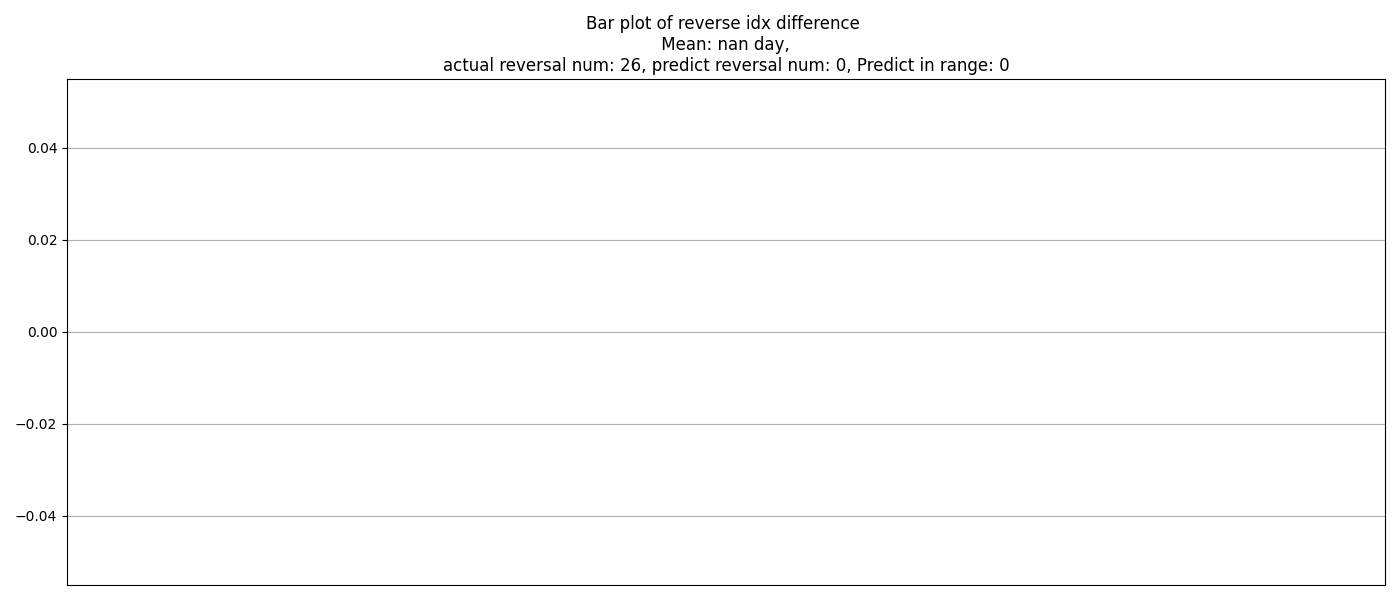 Bar plot of reverse idx difference
Mean: nan day,
actual reversal num: 26, predict reversal num: 0, Predict in range: 0
0.04
0.02
0.00
−0.02
−0.04